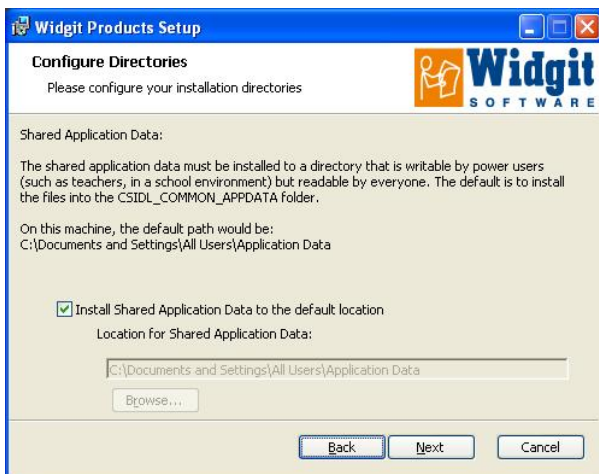 Widgit Products Setup
Configure Directories
Please configure your installation directories
Widgit
SOFTWARE
Shared Application Data:
The shared application data must be installed to a directory that is writable by power users
(such as teachers, in a school environment) but readable by everyone. The default is to install
the files into the CSIDL_COMMON_APPDATA folder.
On this machine, the default path would be:
C:\Documents and Settings\All Users\Application Data
Install Shared Application Data to the default location
Location for Shared Application Data:
C:\Documents and Settings\All Users\Application Data
Browse...
Back Next Cancel